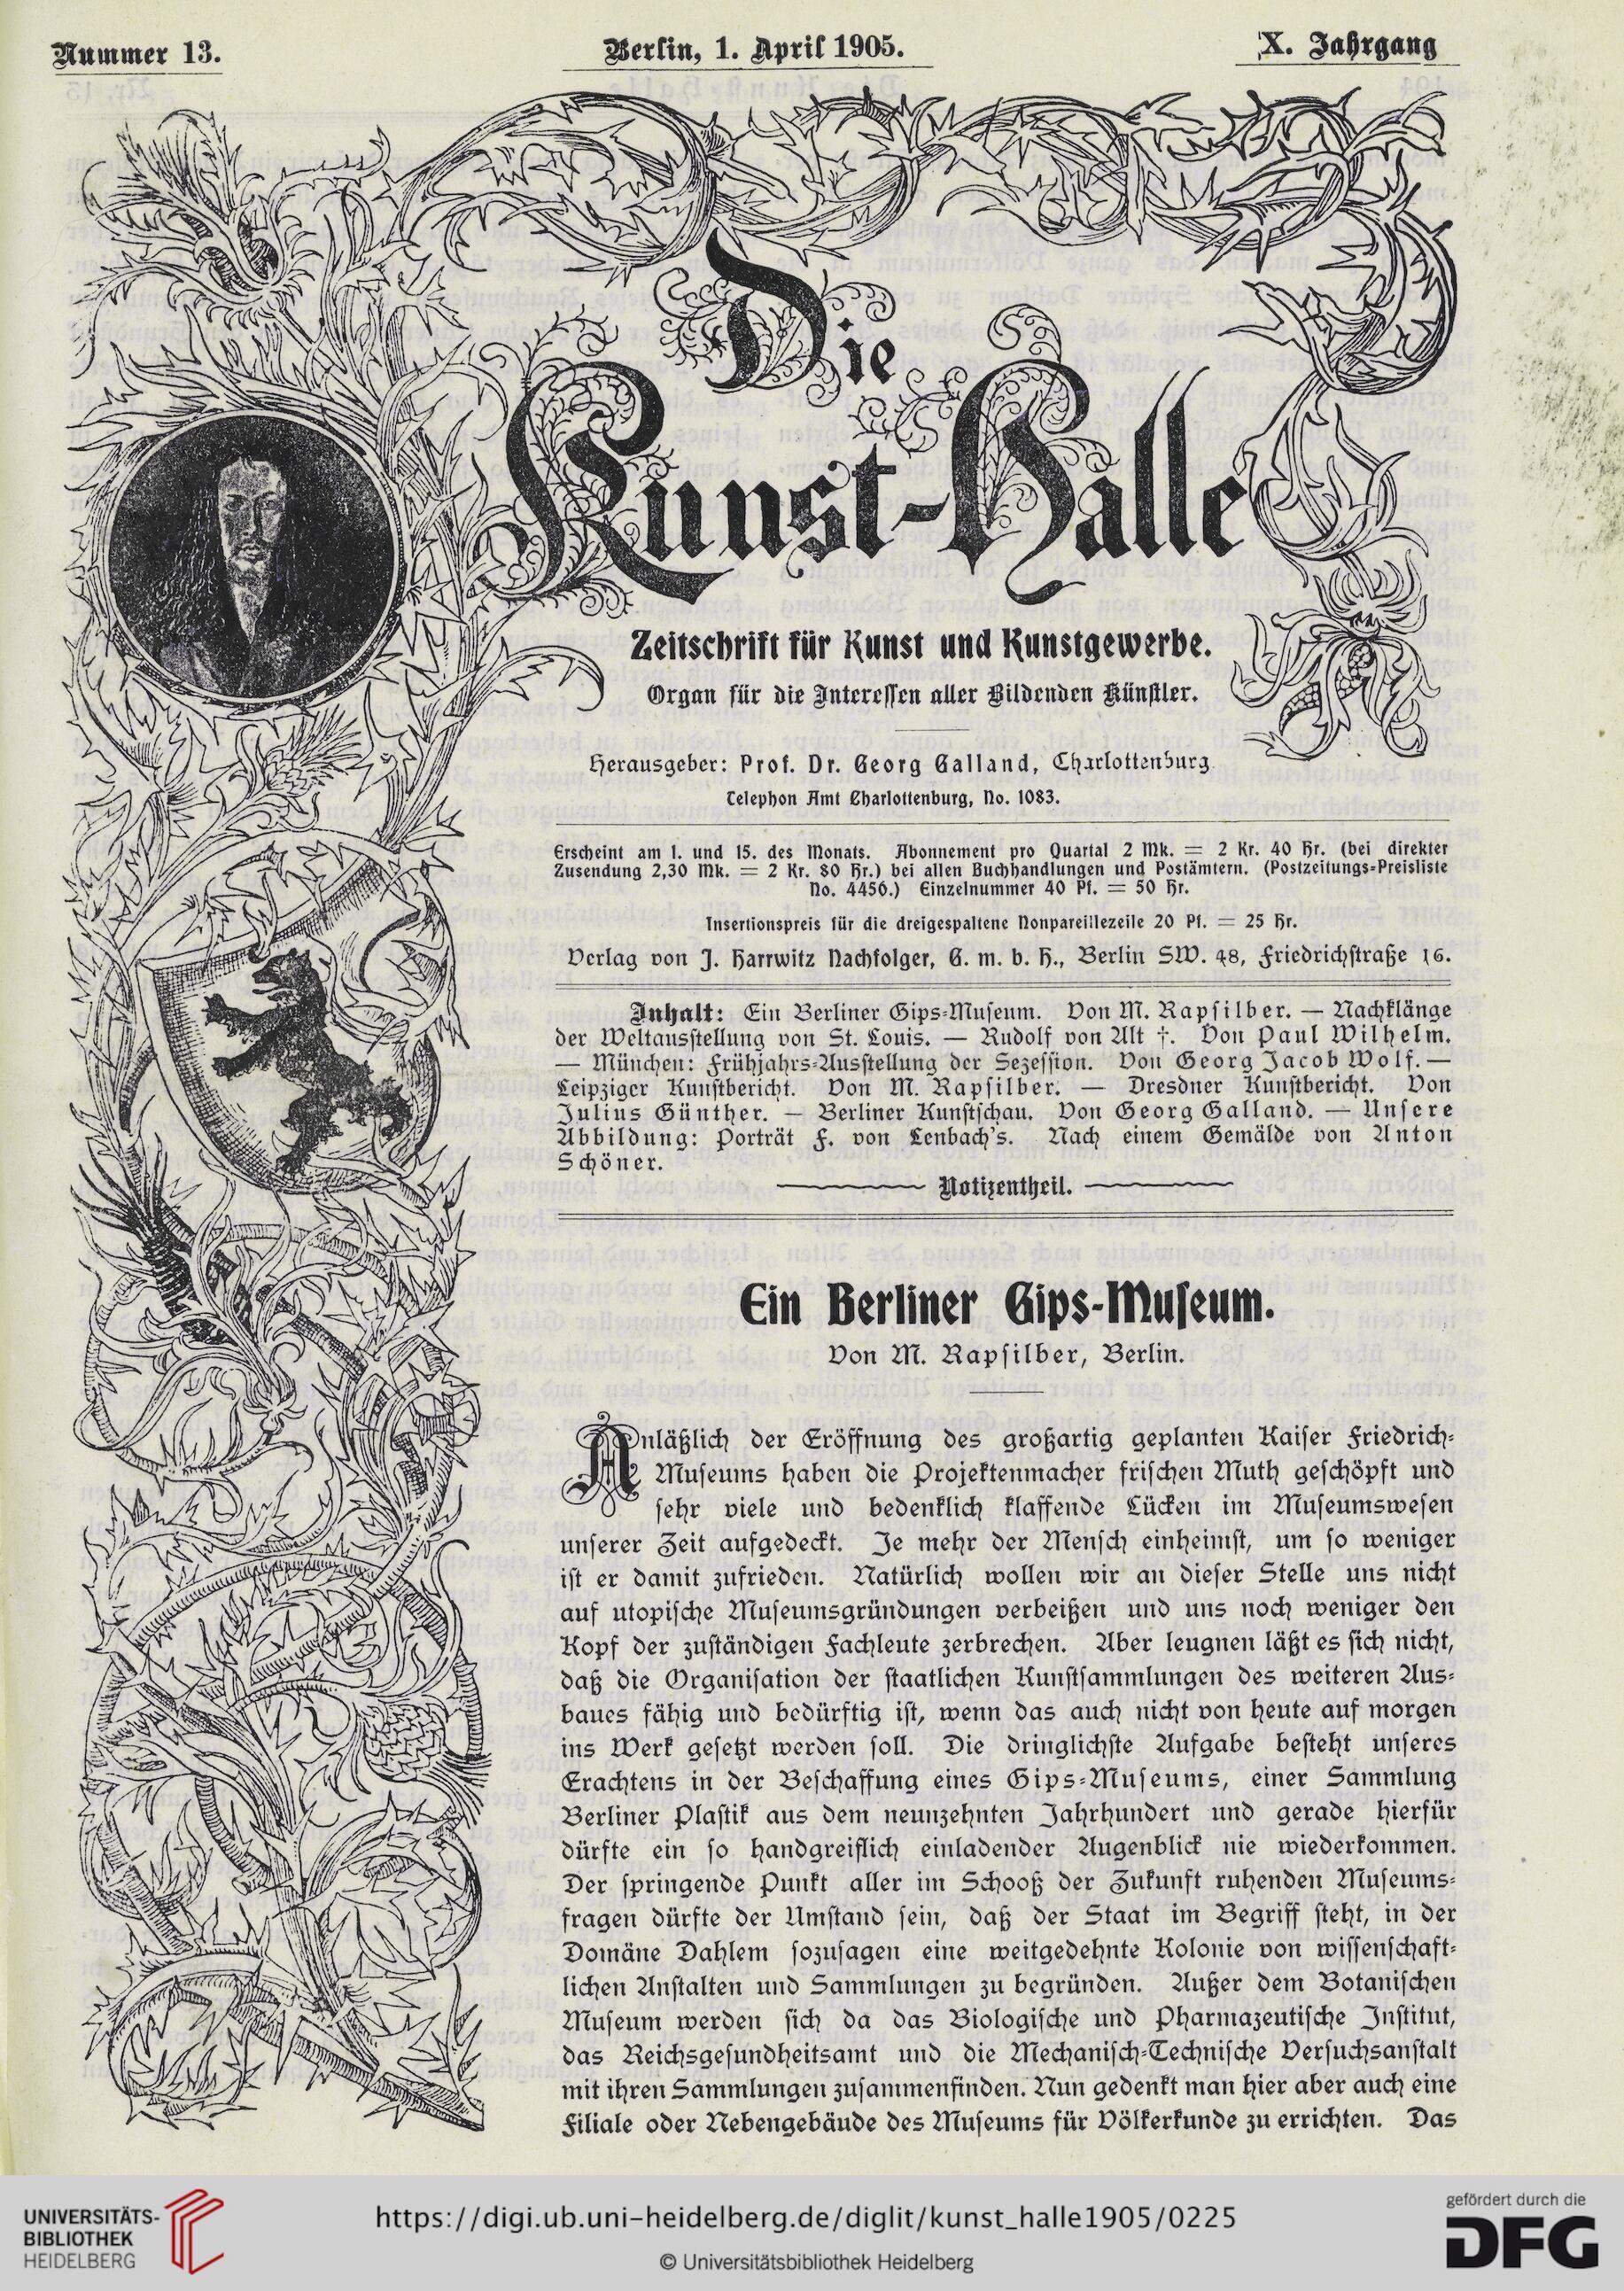 Nummer 13.
Berlin, 1. April 1905.
X. Jahrgang
Die
Kunst-Halle
Zeitschrift für Kunst und Kunstgewerbe.
Organ für die Interessen aller Bildenden Künstler.
Herausgeber: Prof. Dr. Georg Galland, Charlottenburg
Telephon Amt Charlottenburg, No. 1083.
Erscheint am 1. und 15. des Monats. Abonnement pro Quartal 2 Mk. = 2 Kr. 40 Hr. (bei direkter
Zusendung 2,30 Mk. = 2 Kr. 80 Hr.) bei allen Buchhandlungen und Postämtern. (Postzeitungs-Preisliste
No. 4456.) Einzelnummer 40 Pf. = 50 Hr.
Insertionspreis für die dreigespaltene Nonpareillezeile 20 Pf. = 25 Hr.
Verlag von J. Harrwitz Nachfolger, G. m. b. H., Berlin SW. 48, Friedrichstraße 16.
Inhalt: Ein Berliner Gips-Museum. Von M. Rapsilber. — Nachklänge
der Weltausstellung von St. Louis. — Rudolf von Alt †. Von Paul Wilhelm.
— München: Frühjahrs-Ausstellung der Sezession. Von Georg Jacob Wolf. —
Leipziger Kunstbericht. Von M. Rapsilber. — Dresdner Kunstbericht. Von
Julius Günther. — Berliner Kunstschau. Von Georg Galland. — Unsere
Abbildung: Porträt F. von Lenbach's. Nach einem Gemälde von Anton
Schöner.
Notizentheil.
Ein Berliner Gips-Museum.
Von M. Rapsilber, Berlin.
Anläßlich der Eröffnung des großartig geplanten Kaiser Friedrich-
Museums haben die Projektenmacher frischen Muth geschöpft und
sehr viele und bedenklich klaffende Lücken im Museumswesen
unserer Zeit aufgedeckt. Je mehr der Mensch einheimst, um so weniger
ist er damit zufrieden. Natürlich wollen wir an dieser Stelle uns nicht
auf utopische Museumsgründungen verbeißen und uns noch weniger den
Kopf der zuständigen Fachleute zerbrechen. Aber leugnen läßt es sich nicht,
daß die Organisation der staatlichen Kunstsammlungen des weiteren Aus-
baues fähig und bedürftig ist, wenn das auch nicht von heute auf morgen
ins Werk gesetzt werden soll. Die dringlichste Aufgabe besteht unseres
Erachtens in der Beschaffung eines Gips-Museums, einer Sammlung
Berliner Plastik aus dem neunzehnten Jahrhundert und gerade hierfür
dürfte ein so handgreiflich einladender Augenblick nie wiederkommen.
Der springende Punkt aller im Schooß der Zukunft ruhenden Museums-
fragen dürfte der Umstand sein, daß der Staat im Begriff steht, in der
Domäne Dahlem sozusagen eine weitgedehnte Kolonie von wissenschaft-
lichen Anstalten und Sammlungen zu begründen. Außer dem Botanischen
Museum werden sich da das Biologische und Pharmazeutische Institut,
das Reichsgesundheitsamt und die Mechanisch-Technische Versuchsanstalt
mit ihren Sammlungen zusammenfinden. Nun gedenkt man hier aber auch eine
Filiale oder Nebengebäude des Museums für Völkerkunde zu errichten. Das
UNIVERSITÄTS-
BIBLIOTHEK
HEIDELBERG
https://digi.ub.uni-heidelberg.de/diglit/kunst_halle1905/0225
© Universitätsbibliothek Heidelberg
gefördert durch die
DFG